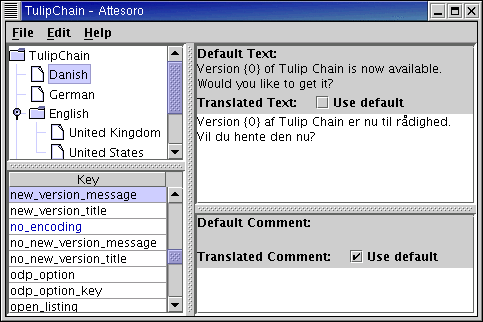 TulipChain - Attesoro
File Edit Help
TulipChain
Danish
German
English
United Kingdom
United States
Key
new_version_message
new_version_title
no_encoding
no_new_version_message
no_new_version_title
odp_option
odp_option_key
open_listing
Default Text:
Version {0} of Tulip Chain is now available.
Would you like to get it?
Translated Text: Use default
Version {0} af Tulip Chain er nu til rådighed.
Vil du hente den nu?
Default Comment:
Translated Comment: Use default